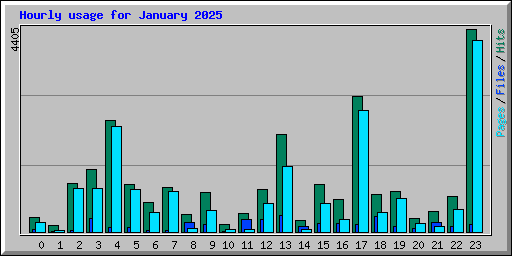 Hourly usage for January 2025
4405
Pages/Files/Hits
0 1 2 3 4 5 6 7 8 9 10 11 12 13 14 15 16 17 18 19 20 21 22 23